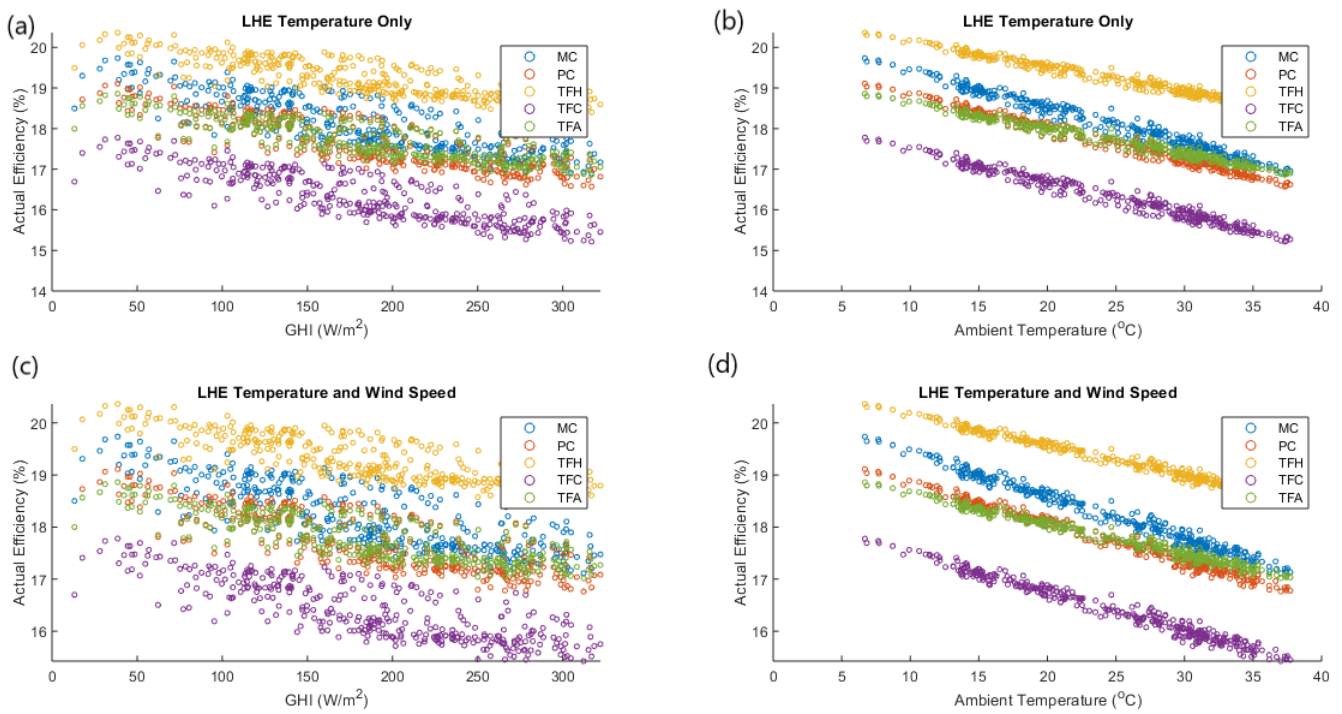 (a)
LHE Temperature Only
20
19
18
17
16
15
14
Actual Efficiency (%)
MC
PC
TFH
TFC
TFA
0 50 100 150 200 250 300
GHI (W/m²)
(b)
LHE Temperature Only
20
19
18
17
16
15
14
Actual Efficiency (%)
MC
PC
TFH
TFC
TFA
0 5 10 15 20 25 30 35 40
Ambient Temperature (°C)
(c)
LHE Temperature and Wind Speed
20
19
18
17
16
Actual Efficiency (%)
MC
PC
TFH
TFC
TFA
0 50 100 150 200 250 300
GHI (W/m²)
(d)
LHE Temperature and Wind Speed
20
19
18
17
16
Actual Efficiency (%)
MC
PC
TFH
TFC
TFA
0 5 10 15 20 25 30 35 40
Ambient Temperature (°C)